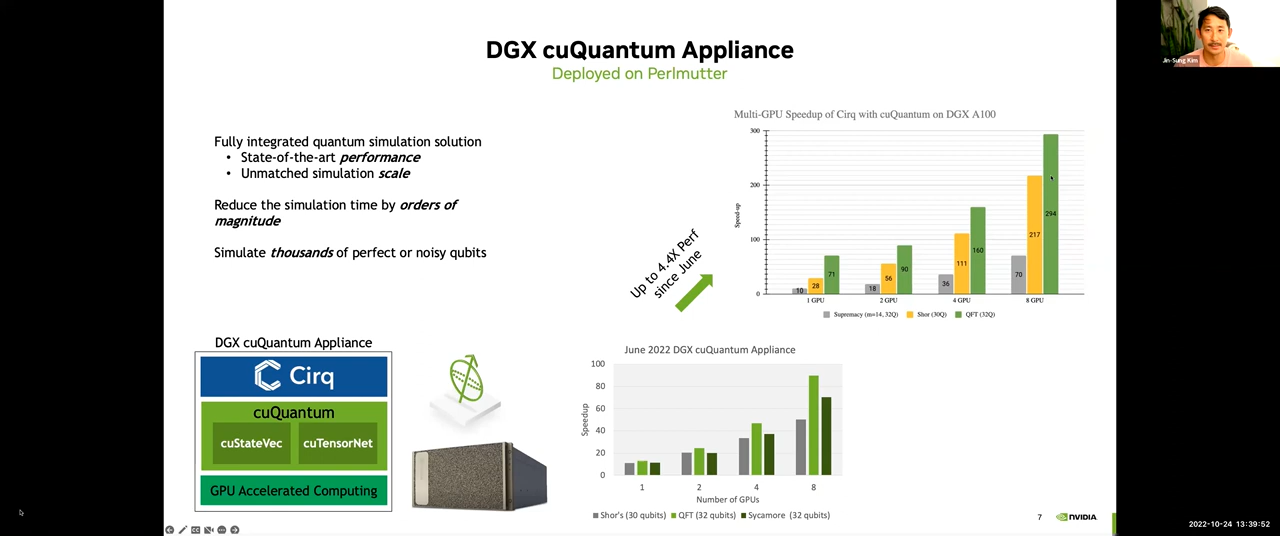 DGX cuQuantum Appliance
Deployed on Perlmutter
Jin-Sung Kim
Fully integrated quantum simulation solution
• State-of-the-art performance
• Unmatched simulation scale
Reduce the simulation time by orders of
magnitude
Simulate thousands of perfect or noisy qubits
Up to 4.4X Perf
since June
Multi-GPU Speedup of Cirq with cuQuantum on DGX A100
Speed-up
300
200
100
0
10 28 71
18 56 90
36 111 160
70 217 294
1 GPU 2 GPU 4 GPU 8 GPU
Supremacy (m=14, 32Q) Shor (30Q) QFT (32Q)
DGX cuQuantum Appliance
Cirq
cuQuantum
cuStateVec cuTensorNet
GPU Accelerated Computing
June 2022 DGX cuQuantum Appliance
Speedup
100
80
60
40
20
0
1 2 4 8
Number of GPUs
Shor's (30 qubits) QFT (32 qubits) Sycamore (32 qubits)
CC
7 NVIDIA
2022-10-24 13:39:52